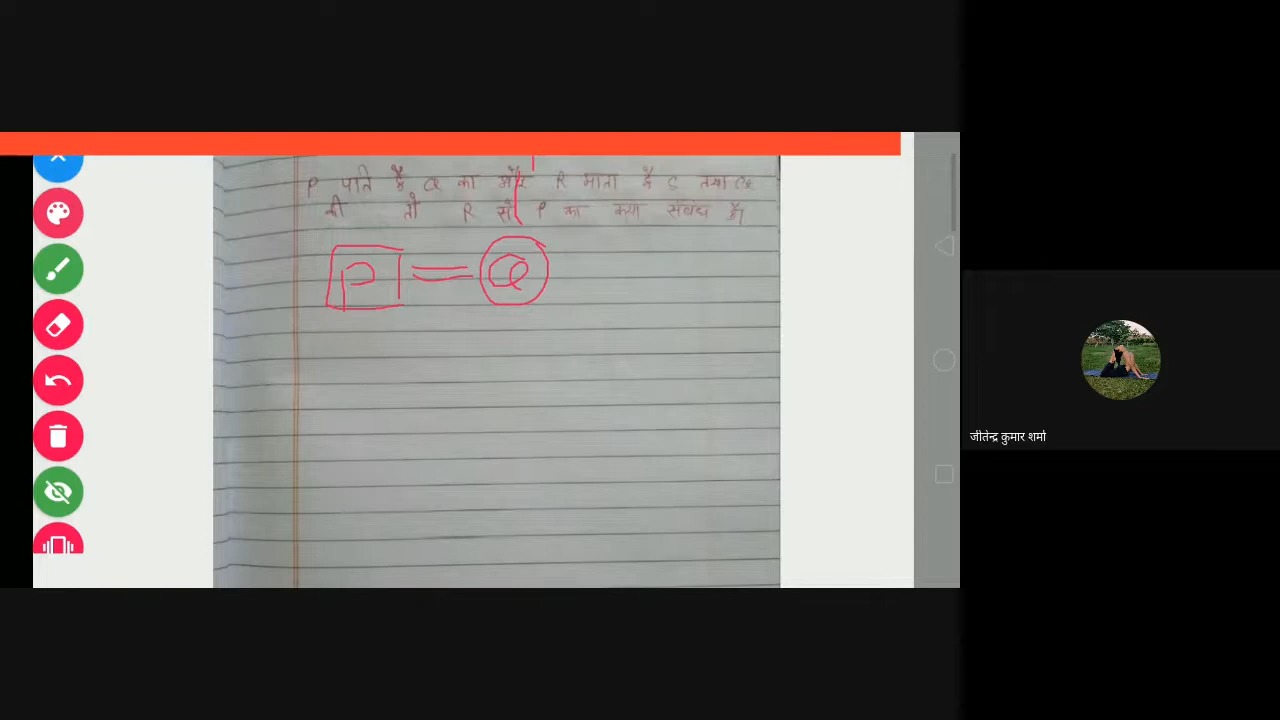 P पति है Q का और R माता है S तथा Q
की तो R से P का क्या संबंध है।
P = Q
जीतेन्द्र कुमार शर्मा